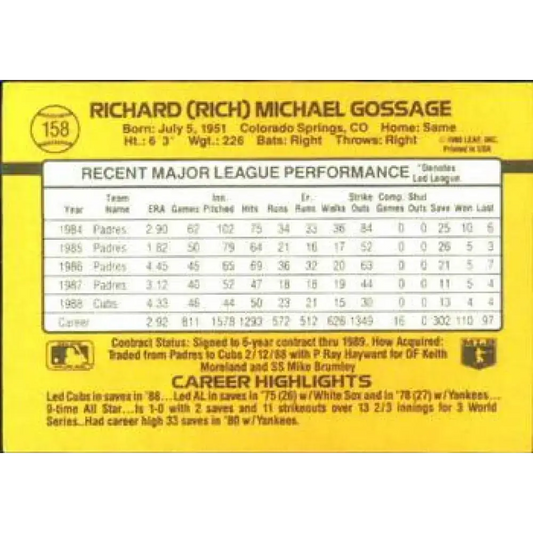 158
RICHARD (RICH) MICHAEL GOSSAGE
Born: July 5, 1951 Colorado Springs, CO Home: Same
Ht.: 6' 3" Wgt.: 226 Bats: Right Throws: Right
LEAF, INC.
Printed in USA
RECENT MAJOR LEAGUE PERFORMANCE *Denotes Led League
Year Team Name ERA Games Inn. Pitched Hits Runs Er. Runs Walks Strike Outs Comp. Games Shut Outs Save Won Lost
1984 Padres 2.90 62 102 75 34 33 36 84 0 0 25 10 6
1985 Padres 1.82 50 79 64 21 16 17 52 0 0 26 5 3
1986 Padres 4.45 45 65 69 36 32 20 63 0 0 21 5 7
1987 Padres 3.12 40 52 47 18 18 19 44 0 0 11 5 4
1988 Cubs 4.33 46 44 50 23 21 15 30 0 0 13 4 4
Career 2.92 811 1578 1293 572 512 626 1349 16 0 302 110 97
Contract Status: Signed to 6-year contract thru 1989. How Acquired:
Traded from Padres to Cubs 2/12/88 with P Ray Hayward for OF Keith
Moreland and SS Mike Brumley
CAREER HIGHLIGHTS
Led Cubs in saves in '88...Led AL in saves in '75 (26) w/White Sox and in '78 (27) w/Yankees...
9-time All Star...Is 1-0 with 2 saves and 11 strikeouts over 13 2/3 innings for 3 World
Series..Had career high 33 saves in '80 w/Yankees.